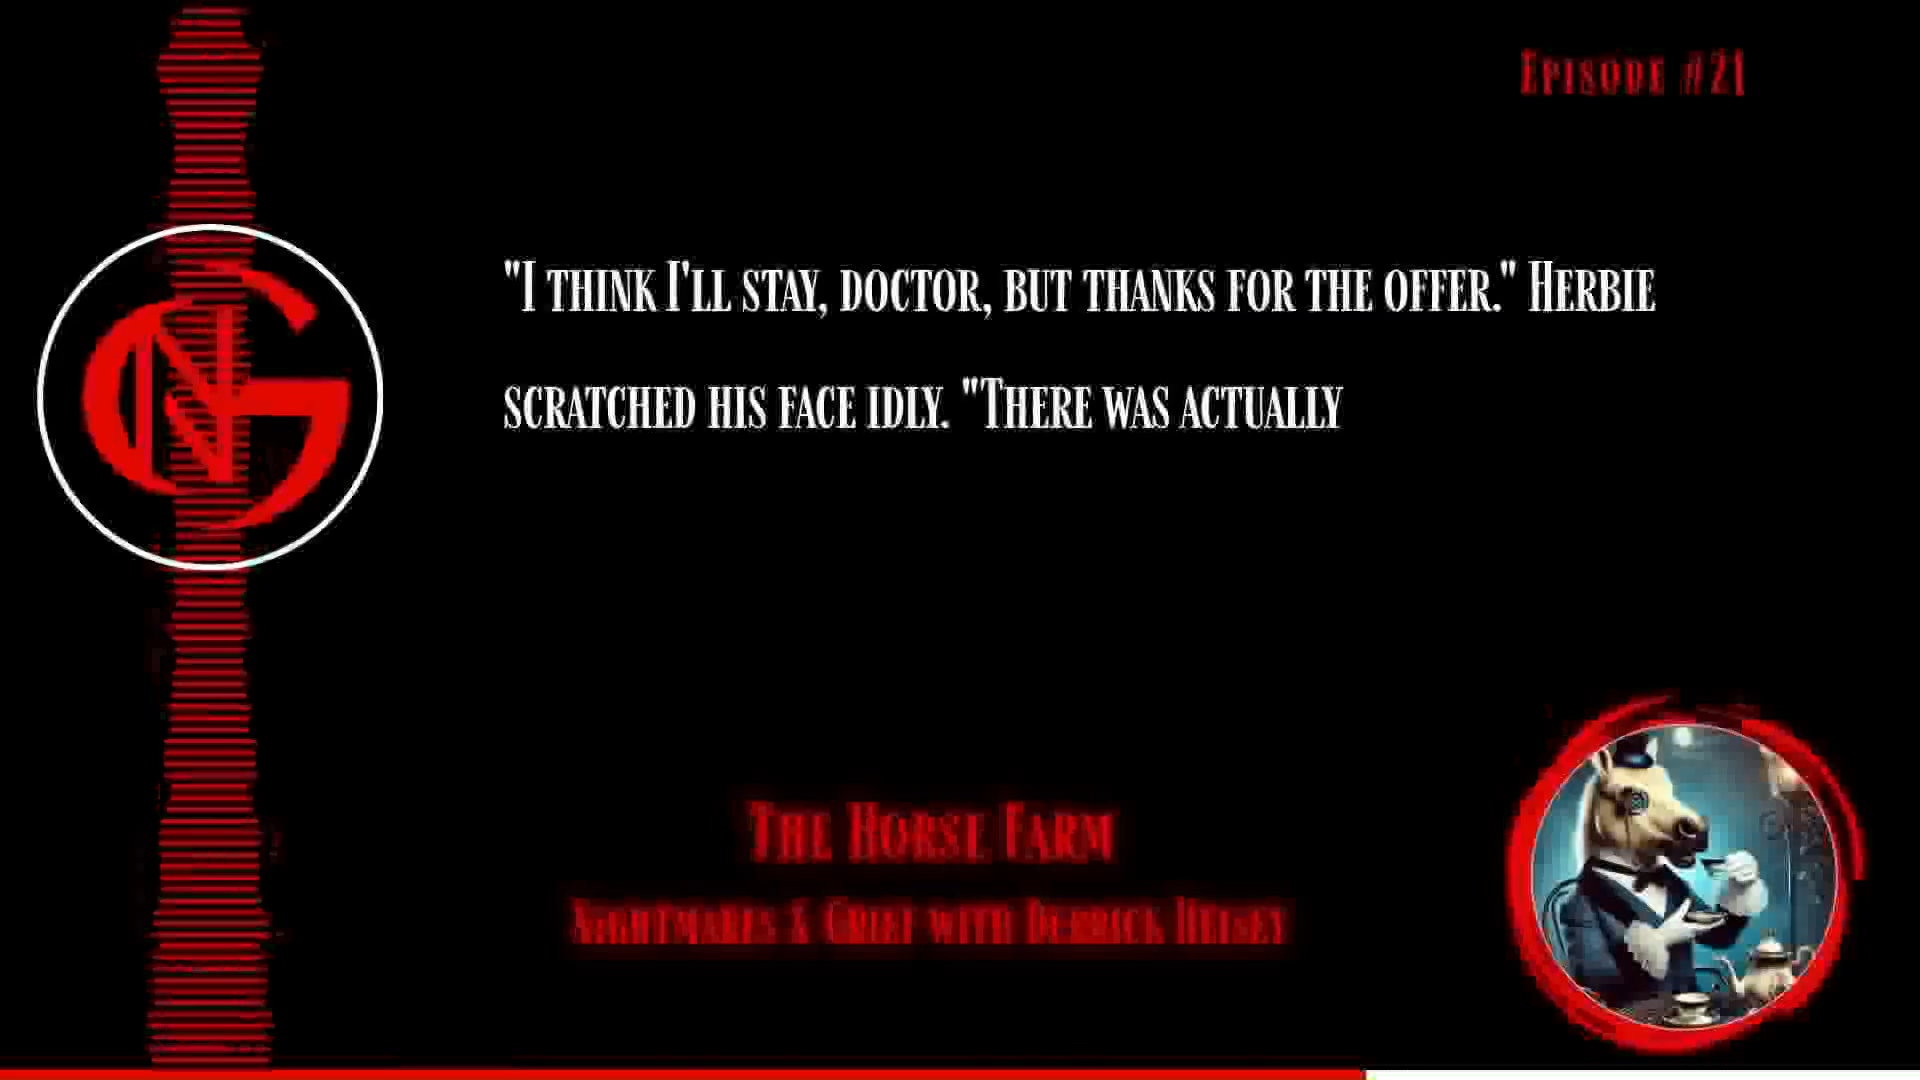 Episode #21
"I think I'll stay, doctor, but thanks for the offer." Herbie
scratched his face idly. "There was actually
NG
The Horse Farm
Nightmares & Grief with Derrick Heisey